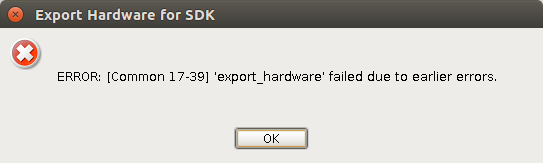 Export Hardware for SDK
ERROR: [Common 17-39] 'export_hardware' failed due to earlier errors.
OK